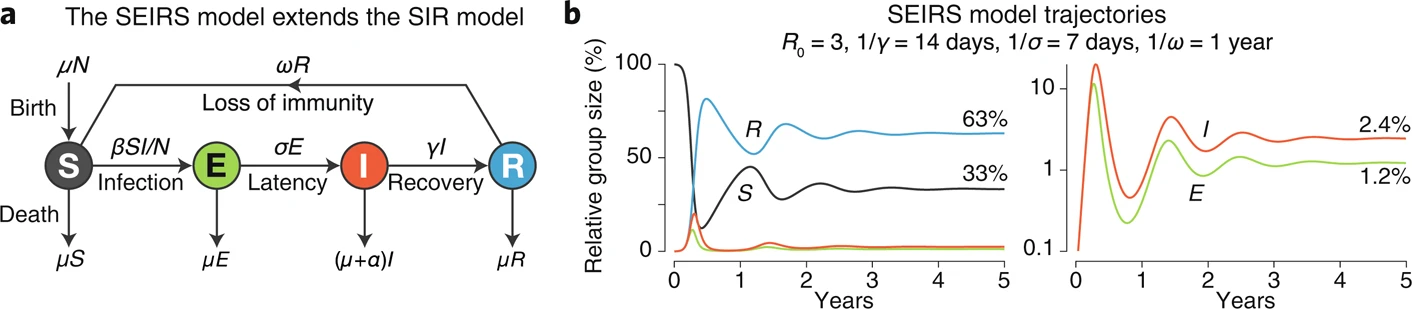 a The SEIRS model extends the SIR model
μN
ωR
Birth
Loss of immunity
βSI/N
σE
γI
S
E
I
R
Infection
Latency
Recovery
Death
μS
μE
(μ+α)I
μR
b SEIRS model trajectories
R₀ = 3, 1/γ = 14 days, 1/σ = 7 days, 1/ω = 1 year
Relative group size (%)
100
50
0
R
63%
S
33%
0 1 2 3 4 5
Years
10
1
0.1
I
2.4%
E
1.2%
0 1 2 3 4 5
Years